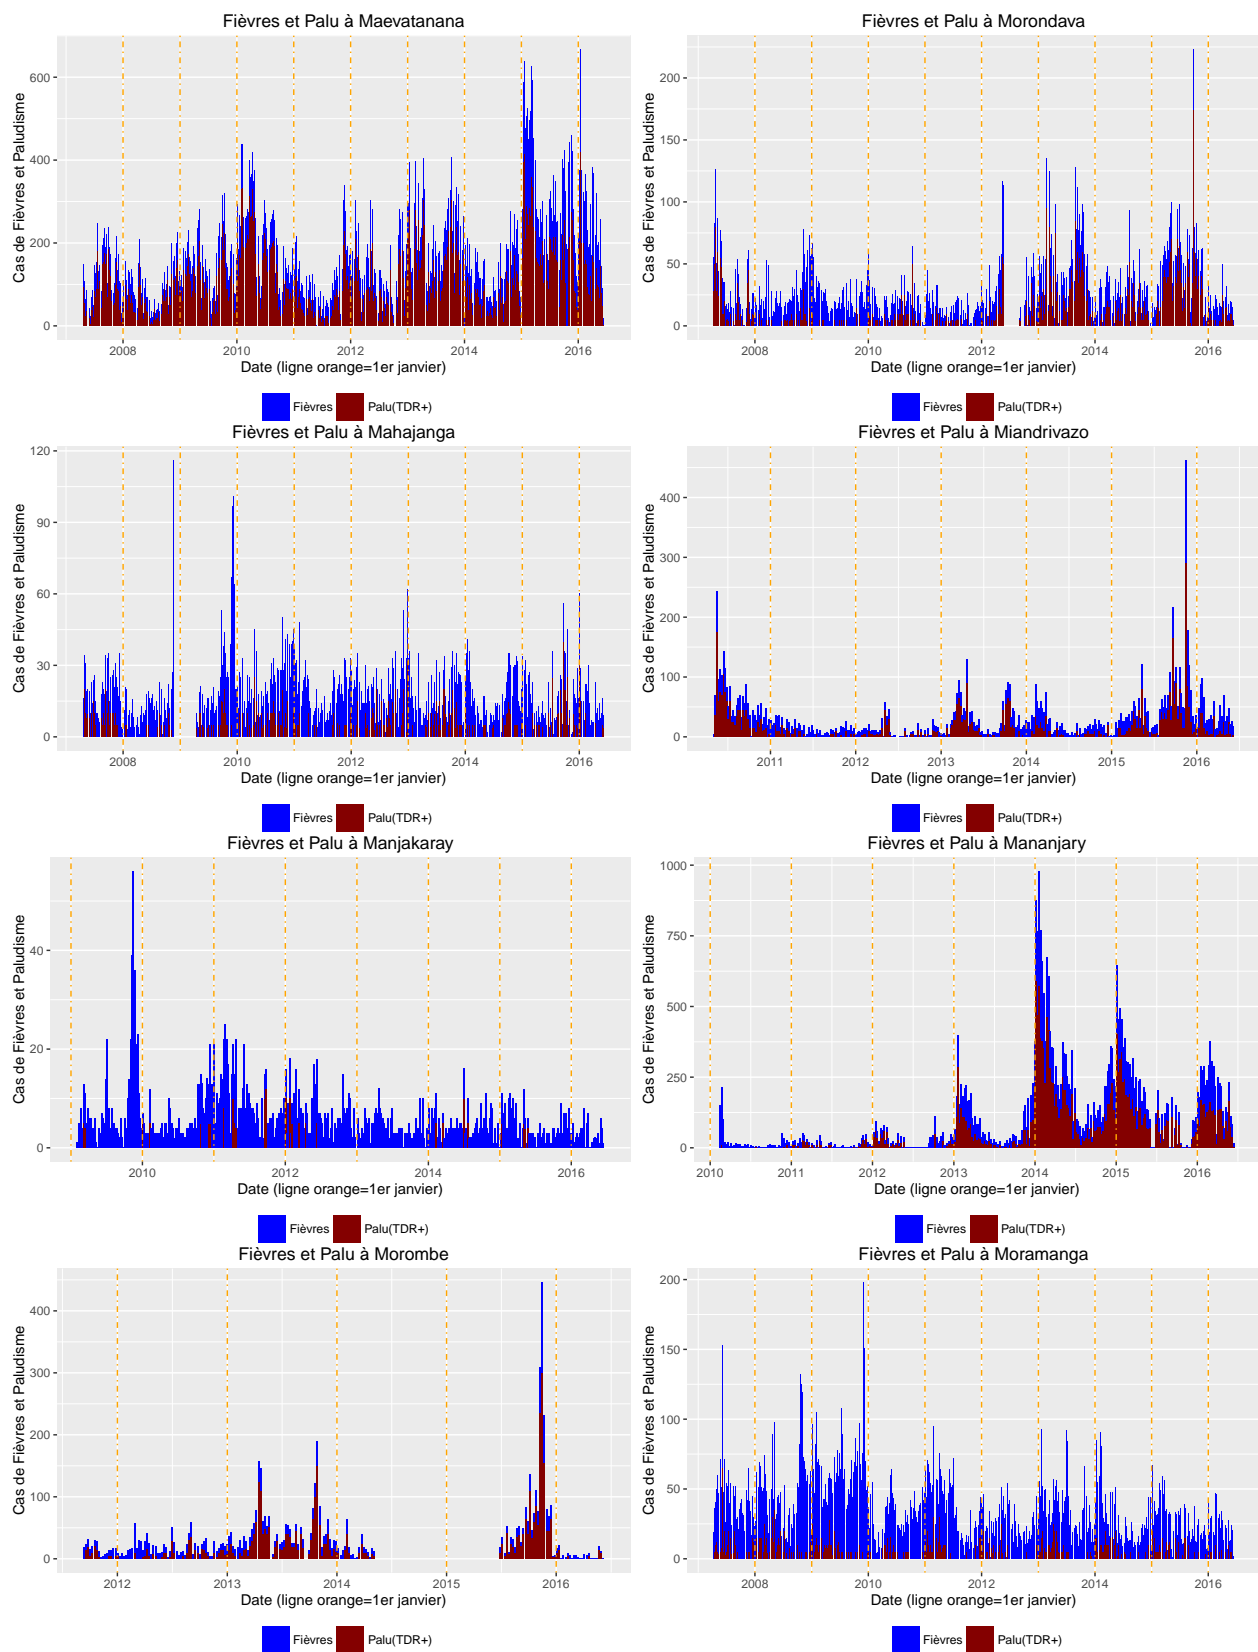 Fièvres et Palu à Maevatanana
Cas de Fièvres et Paludisme
600
400
200
0
2008 2010 2012 2014 2016
Date (ligne orange=1er janvier)
Fièvres Palu(TDR+)
Fièvres et Palu à Morondava
Cas de Fièvres et Paludisme
200
150
100
50
0
2008 2010 2012 2014 2016
Date (ligne orange=1er janvier)
Fièvres Palu(TDR+)
Fièvres et Palu à Mahajanga
Cas de Fièvres et Paludisme
120
90
60
30
0
2008 2010 2012 2014 2016
Date (ligne orange=1er janvier)
Fièvres Palu(TDR+)
Fièvres et Palu à Miandrivazo
Cas de Fièvres et Paludisme
400
300
200
100
0
2011 2012 2013 2014 2015 2016
Date (ligne orange=1er janvier)
Fièvres Palu(TDR+)
Fièvres et Palu à Manjakaray
Cas de Fièvres et Paludisme
40
20
0
2010 2012 2014 2016
Date (ligne orange=1er janvier)
Fièvres Palu(TDR+)
Fièvres et Palu à Mananjary
Cas de Fièvres et Paludisme
1000
750
500
250
0
2010 2011 2012 2013 2014 2015 2016
Date (ligne orange=1er janvier)
Fièvres Palu(TDR+)
Fièvres et Palu à Morombe
Cas de Fièvres et Paludisme
400
300
200
100
0
2012 2013 2014 2015 2016
Date (ligne orange=1er janvier)
Fièvres Palu(TDR+)
Fièvres et Palu à Moramanga
Cas de Fièvres et Paludisme
200
150
100
50
0
2008 2010 2012 2014 2016
Date (ligne orange=1er janvier)
Fièvres Palu(TDR+)